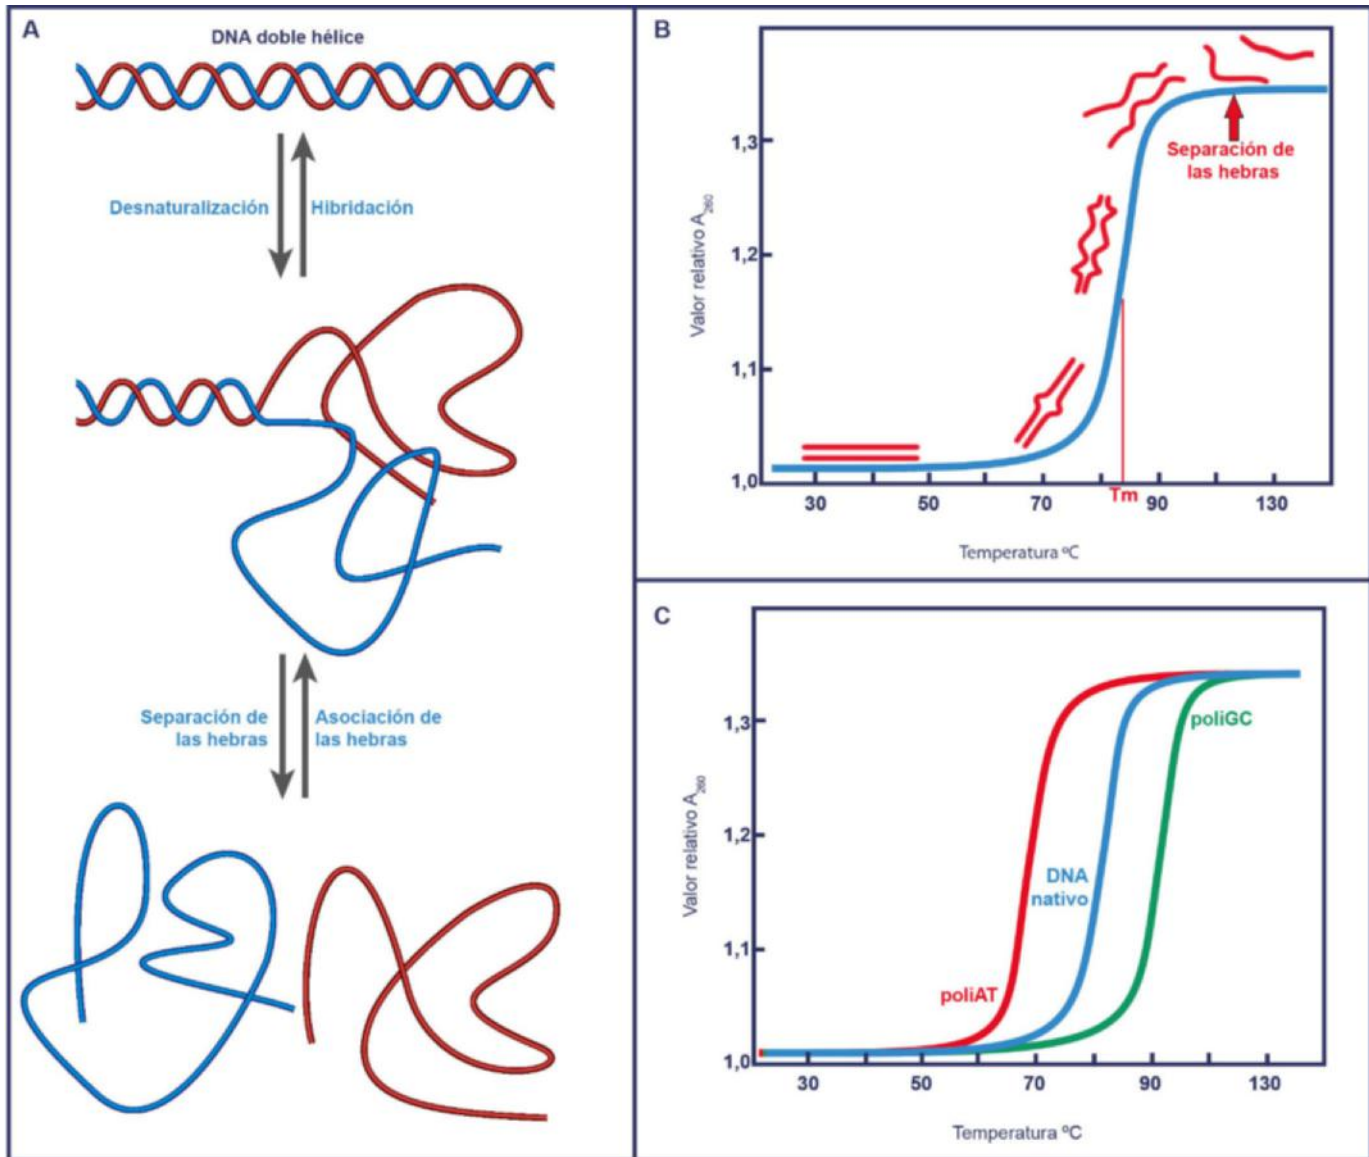 A
DNA doble hélice
Desnaturalización
Hibridación
Separación de
las hebras
Asociación de
las hebras
B
Valor relativo A260
1,3
1,2
1,1
1,0
Separación de
las hebras
30
50
70
Tm
90
130
Temperatura ºC
C
Valor relativo A260
1,3
1,2
1,1
1,0
poliGC
DNA
nativo
poliAT
30
50
70
90
130
Temperatura ºC